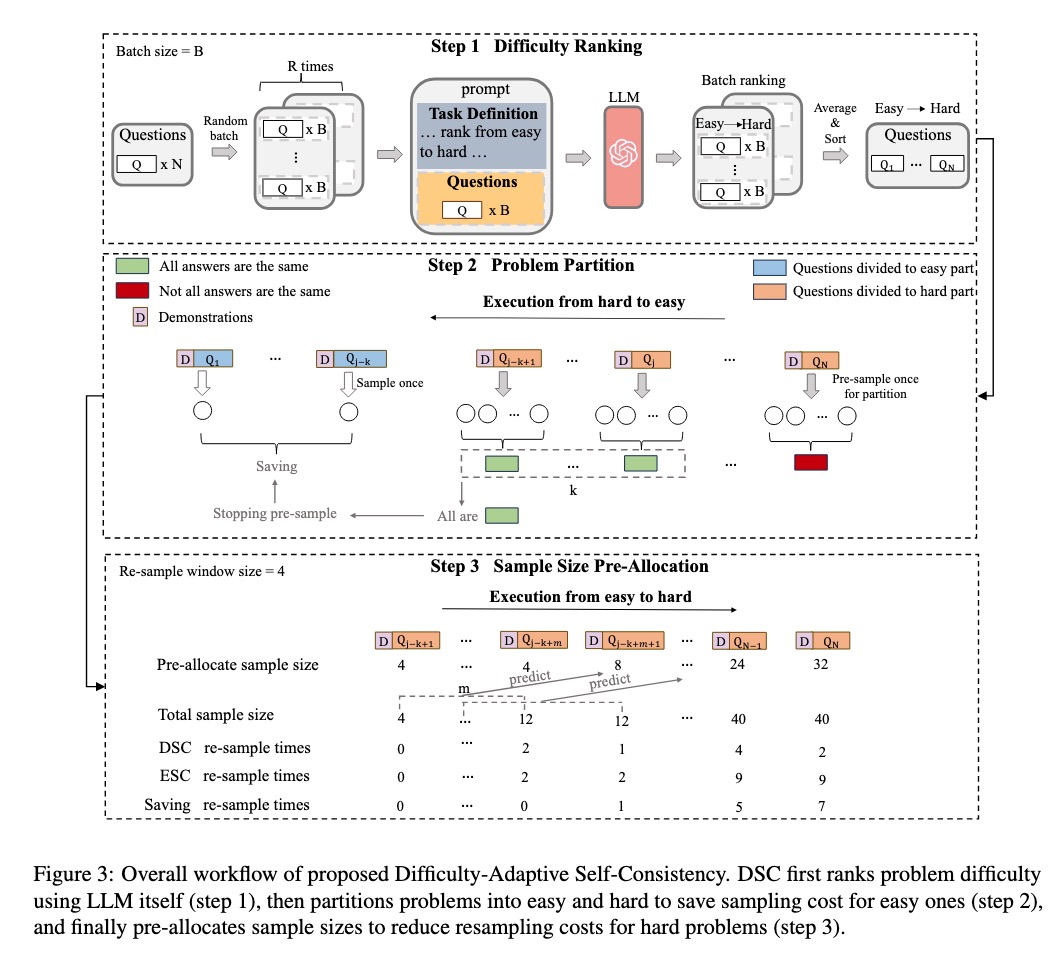 Step 1 Difficulty Ranking
Batch size = B
R times
Questions
Q x N
Random
batch
Q x B
⋮
Q x B
prompt
Task Definition
… rank from easy
to hard …
Questions
Q x B
LLM
Batch ranking
Easy → Hard
Q x B
⋮
Q x B
Average
&
Sort
Easy → Hard
Questions
Q₁ ... Q_N
Step 2 Problem Partition
All answers are the same
Not all answers are the same
D Demonstrations
Questions divided to easy part
Questions divided to hard part
Execution from hard to easy
D Q₁ ... D Q_{j−k} D Q_{j−k+1} ... D Q_j ... D Q_N
Sample once
Pre-sample once
for partition
... ... ...
Saving
... ...
k
Stopping pre-sample
All are
Step 3 Sample Size Pre-Allocation
Re-sample window size = 4
Execution from easy to hard
D Q_{j−k+1} ... D Q_{j−k+m} D Q_{j−k+m+1} ... D Q_{N−1} D Q_N
Pre-allocate sample size 4 ... 4 8 ... 24 32
m predict predict
Total sample size 4 ... 12 12 ... 40 40
DSC re-sample times 0 ... 2 1 4 2
ESC re-sample times 0 ... 2 2 9 9
Saving re-sample times 0 ... 0 1 5 7
Figure 3: Overall workflow of proposed Difficulty-Adaptive Self-Consistency. DSC first ranks problem difficulty
using LLM itself (step 1), then partitions problems into easy and hard to save sampling cost for easy ones (step 2),
and finally pre-allocates sample sizes to reduce resampling costs for hard problems (step 3).